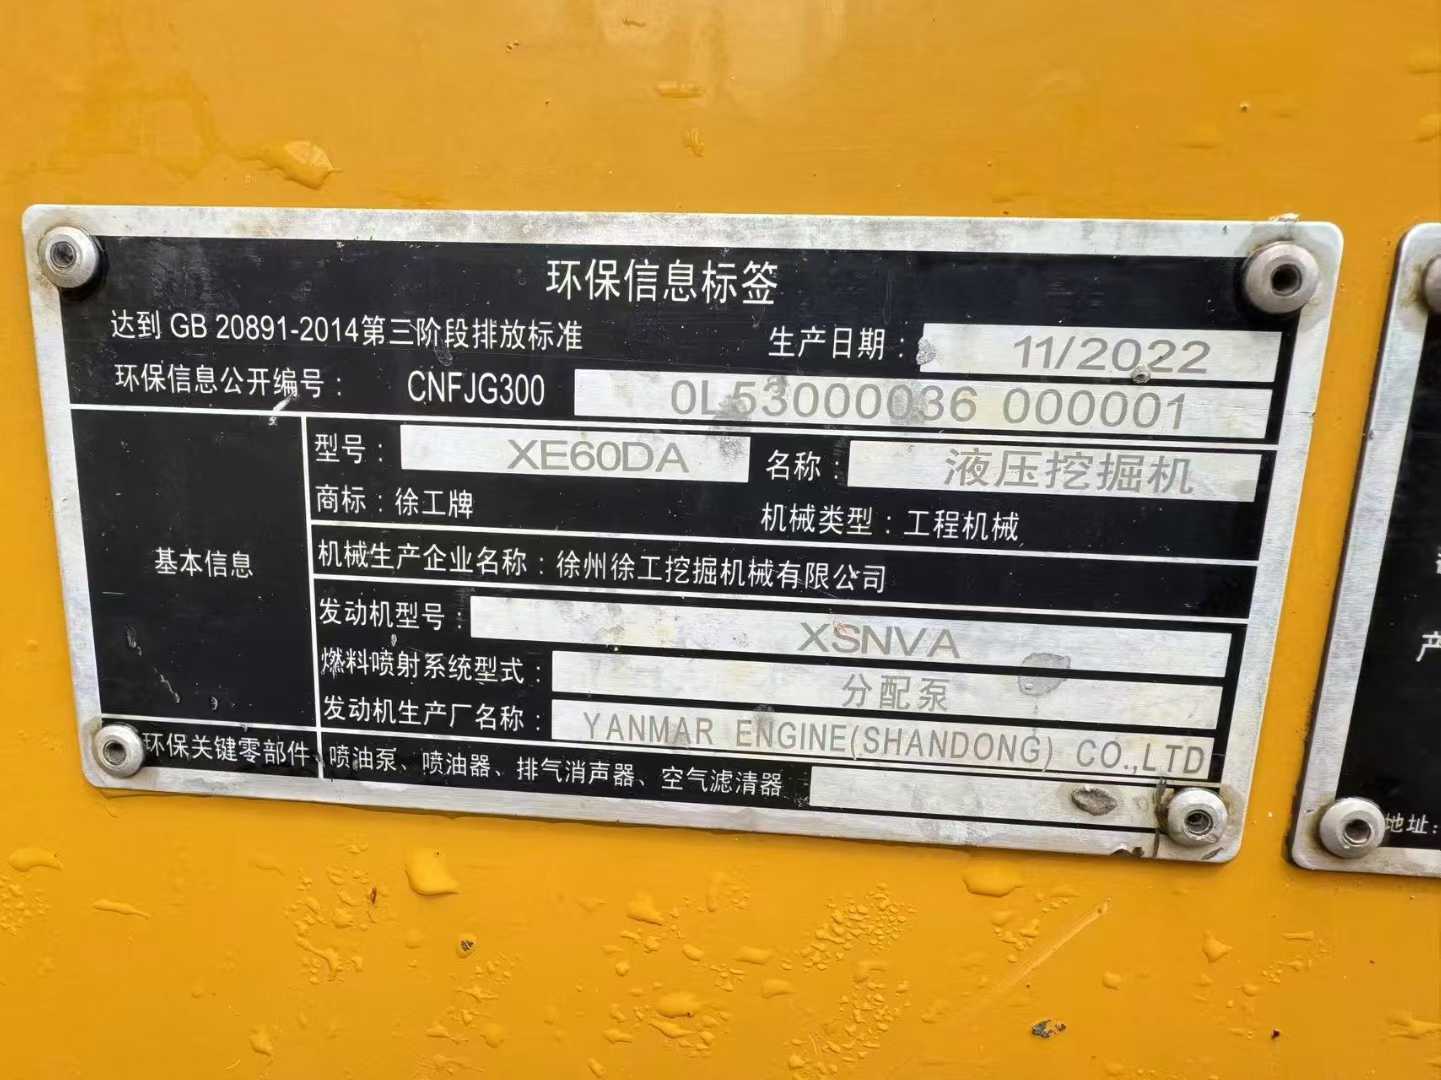 环保信息标签
达到 GB 20891-2014第三阶段排放标准 生产日期: 11/2022
环保信息公开编号: CNFJG300 0L53000036 000001
基本信息
型号: XE60DA 名称: 液压挖掘机
商标:徐工牌 机械类型:工程机械
机械生产企业名称:徐州徐工挖掘机械有限公司
发动机型号: XSNVA
燃料喷射系统型式: 分配泵
发动机生产厂名称: YANMAR ENGINE(SHANDONG) CO.,LTD
环保关键零部件 喷油泵、喷油器、排气消声器、空气滤清器
产
地址: